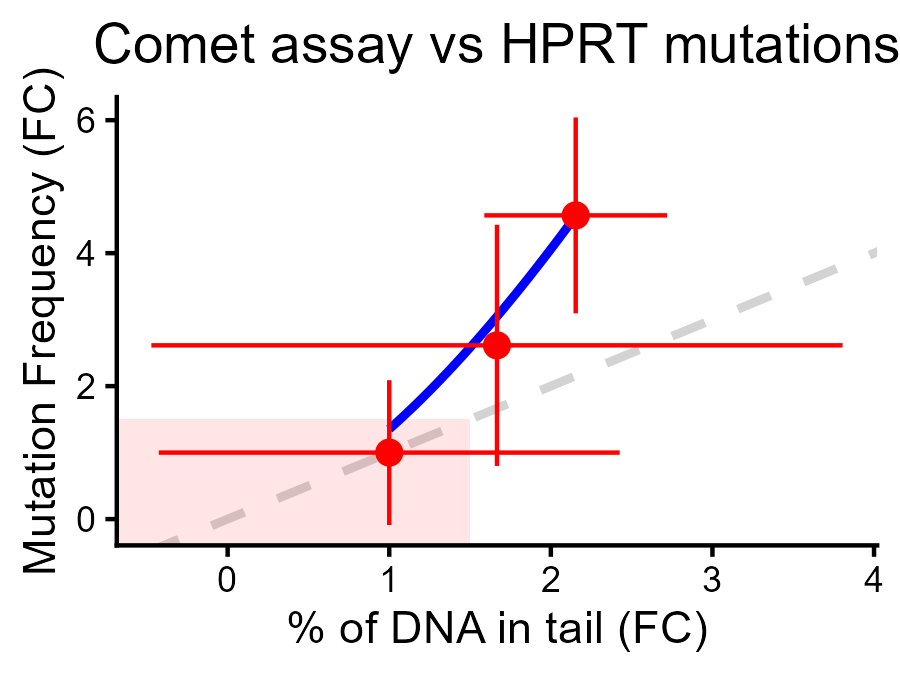 Comet assay vs HPRT mutations
Mutation Frequency (FC)
6
4
2
0
0 1 2 3 4
% of DNA in tail (FC)